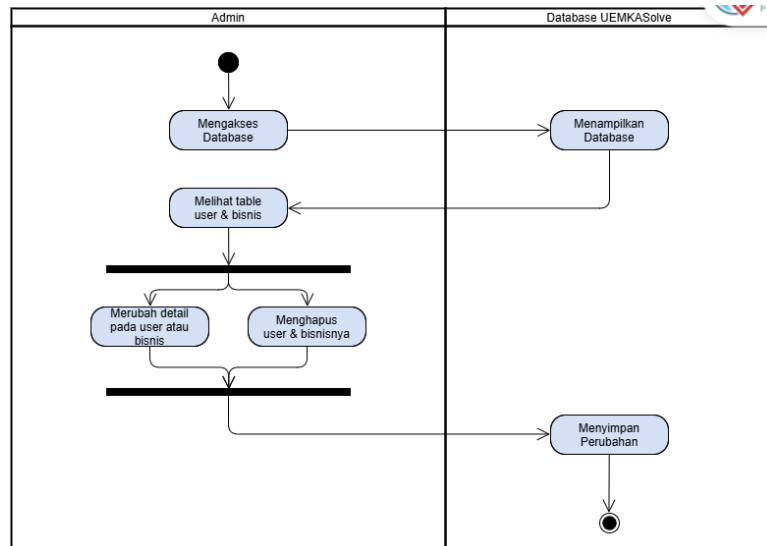 Admin
Database UEMKASolve
Mengakses
Database
Menampilkan
Database
Melihat table
user & bisnis
Merubah detail
pada user atau
bisnis
Menghapus
user & bisnisnya
Menyimpan
Perubahan